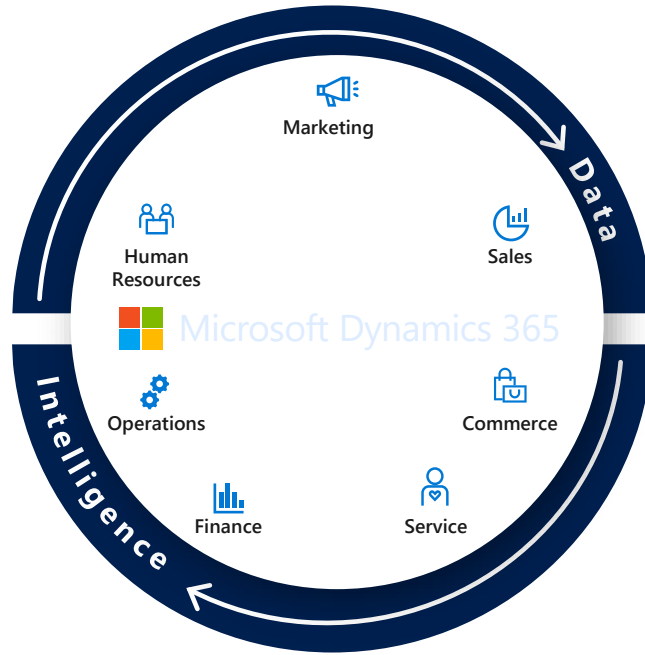 Marketing
Data
Human
Resources
Sales
Microsoft Dynamics 365
Intelligence
Operations
Commerce
Finance
Service